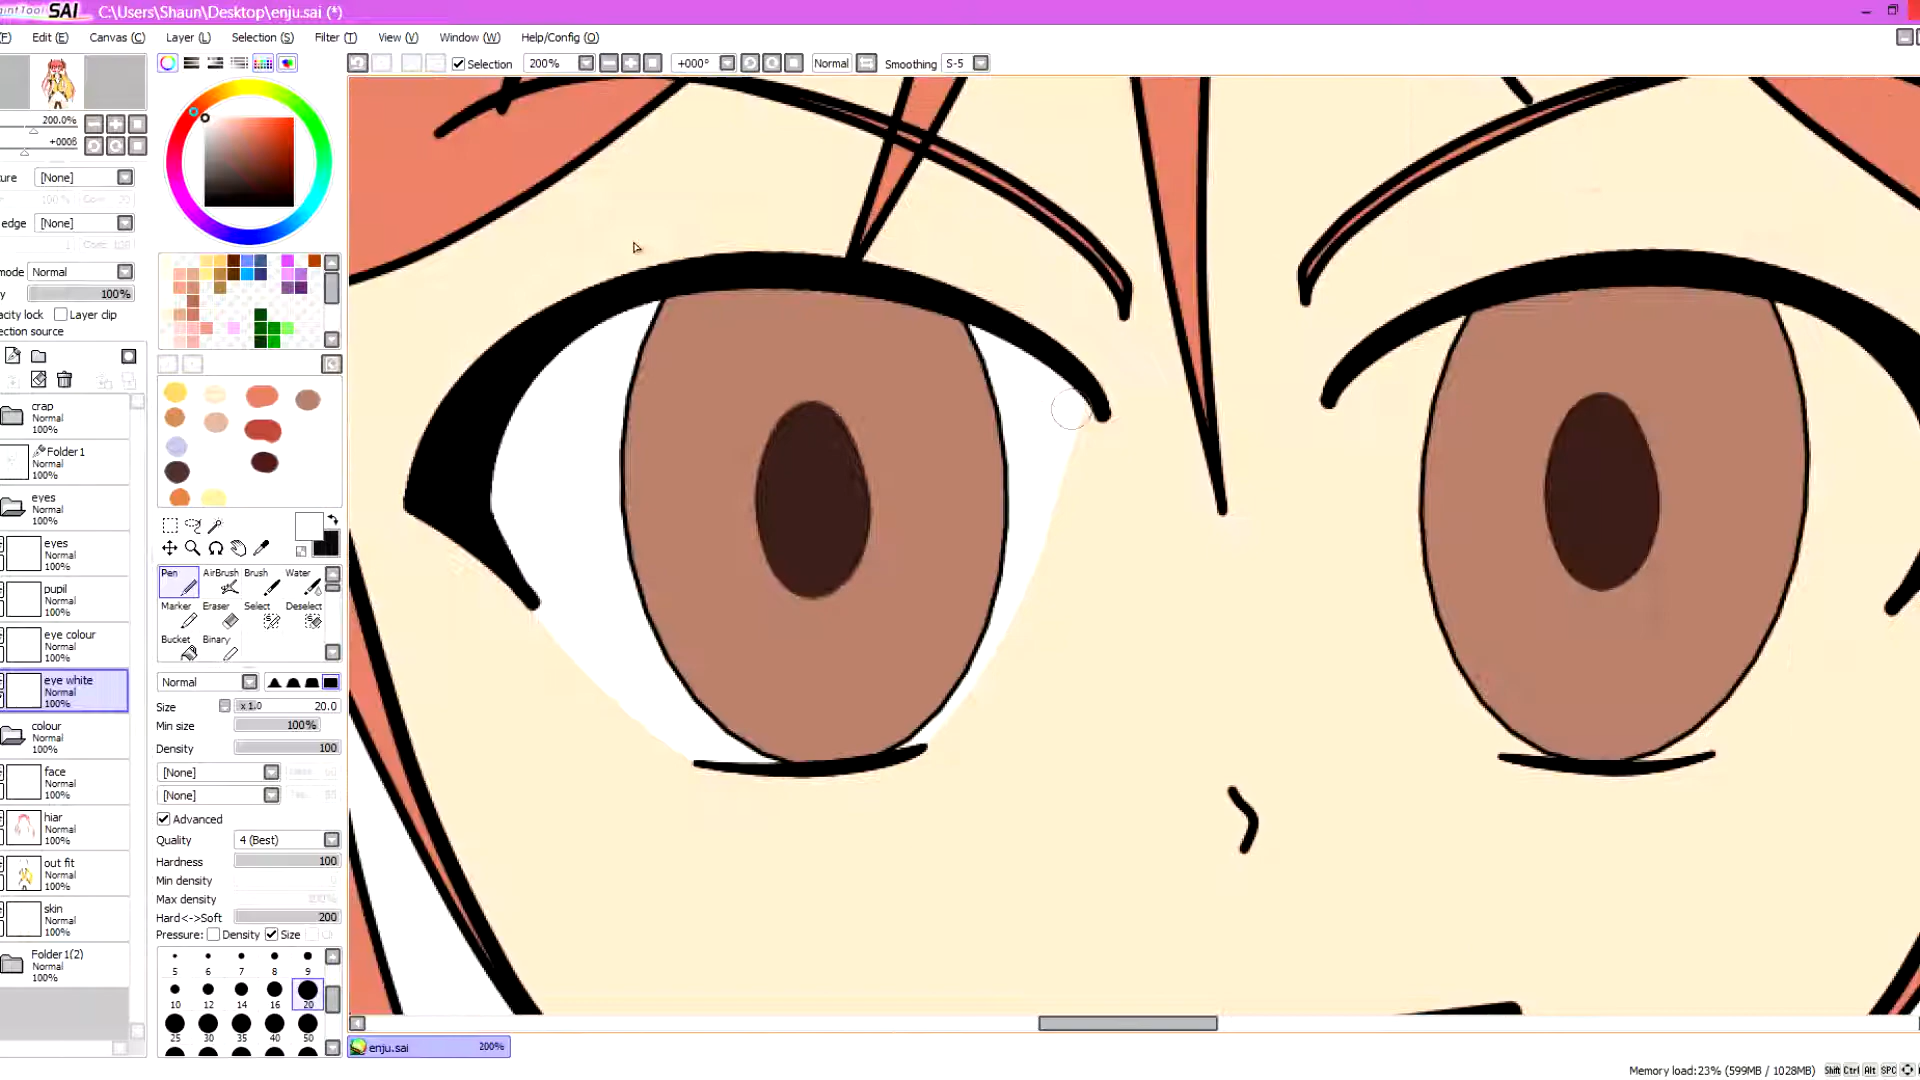 SAI C:\Users\Shaun\Desktop\enju.sai (*)
Edit (E) Canvas (C) Layer (L) Selection (S) Filter (T) View (V) Window (W) Help/Config (O)
Selection 200% +000° Normal Smoothing S-5
200.0%
+0006
[None]
edge [None]
mode Normal
100%
Layer clip
crap
Normal
100%
Folder1
Normal
100%
eyes
Normal
100%
eyes
Normal
100%
pupil
Normal
100%
eye colour
Normal
100%
eye white
Normal
100%
colour
Normal
100%
face
Normal
100%
hiar
Normal
100%
out fit
Normal
100%
skin
Normal
100%
Folder1(2)
Normal
100%
Pen AirBrush Brush Water
Marker Eraser Select Deselect
Bucket Binary
Normal
Size x 1.0 20.0
Min size 100%
Density 100
[None]
[None]
Advanced
Quality 4 (Best)
Hardness 100
Min density
Max density
Hard<->Soft 200
Pressure: Density Size
5 6 7 8 9
10 12 14 16 20
25 30 35 40 50
enju.sai 200%
Memory load:23% (599MB / 1028MB) Shift Ctrl Alt SPC